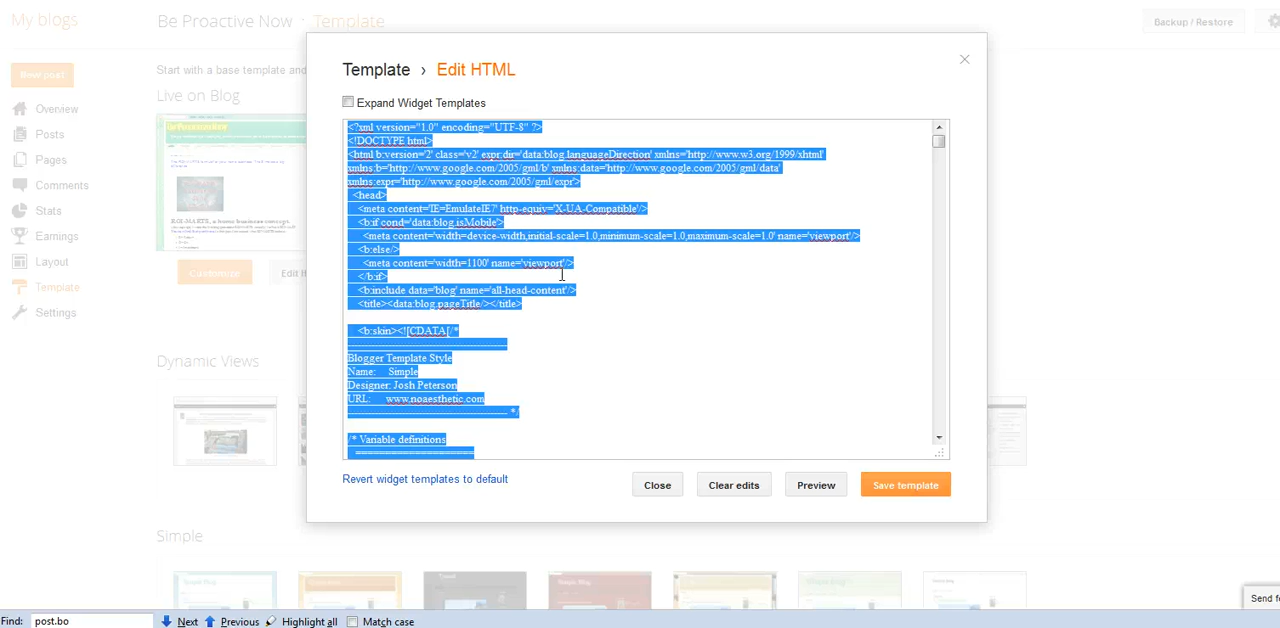 My blogs
Be Proactive Now · Template
Backup / Restore
New post
Overview
Posts
Pages
Comments
Stats
Earnings
Layout
Template
Settings
Start with a base template and
Live on Blog
Customize
Edit H
Dynamic Views
Simple
Template › Edit HTML
Expand Widget Templates
<?xml version="1.0" encoding="UTF-8" ?>
<!DOCTYPE html>
<html b:version='2' class='v2' expr:dir='data:blog.languageDirection' xmlns='http://www.w3.org/1999/xhtml'
xmlns:b='http://www.google.com/2005/gml/b' xmlns:data='http://www.google.com/2005/gml/data'
xmlns:expr='http://www.google.com/2005/gml/expr'>
<head>
<meta content='IE=EmulateIE7' http-equiv='X-UA-Compatible'/>
<b:if cond='data:blog.isMobile'>
<meta content='width=device-width,initial-scale=1.0,minimum-scale=1.0,maximum-scale=1.0' name='viewport'/>
<b:else/>
<meta content='width=1100' name='viewport'/>
</b:if>
<b:include data='blog' name='all-head-content'/>
<title><data:blog.pageTitle/></title>
<b:skin><![CDATA[/*
-----------------------------------------------
Blogger Template Style
Name: Simple
Designer: Josh Peterson
URL: www.noaesthetic.com
----------------------------------------------- */
/* Variable definitions
====================
Revert widget templates to default
Close
Clear edits
Preview
Save template
Send fe
Find: post.bo
Next
Previous
Highlight all
Match case